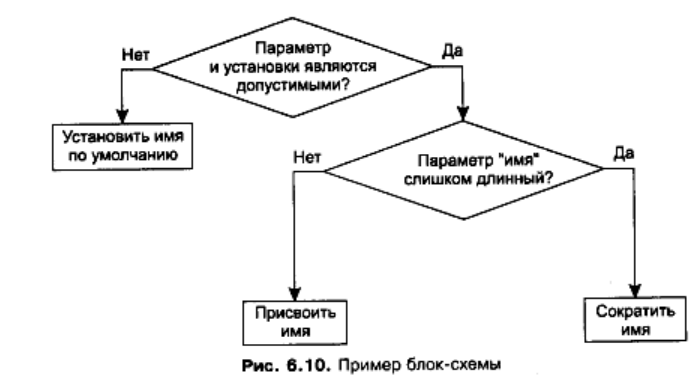 Параметр
и установки являются
допустимыми?
Нет
Да
Установить имя
по умолчанию
Параметр "имя"
слишком длинный?
Нет
Да
Присвоить
имя
Сократить
имя
Рис. 6.10. Пример блок-схемы